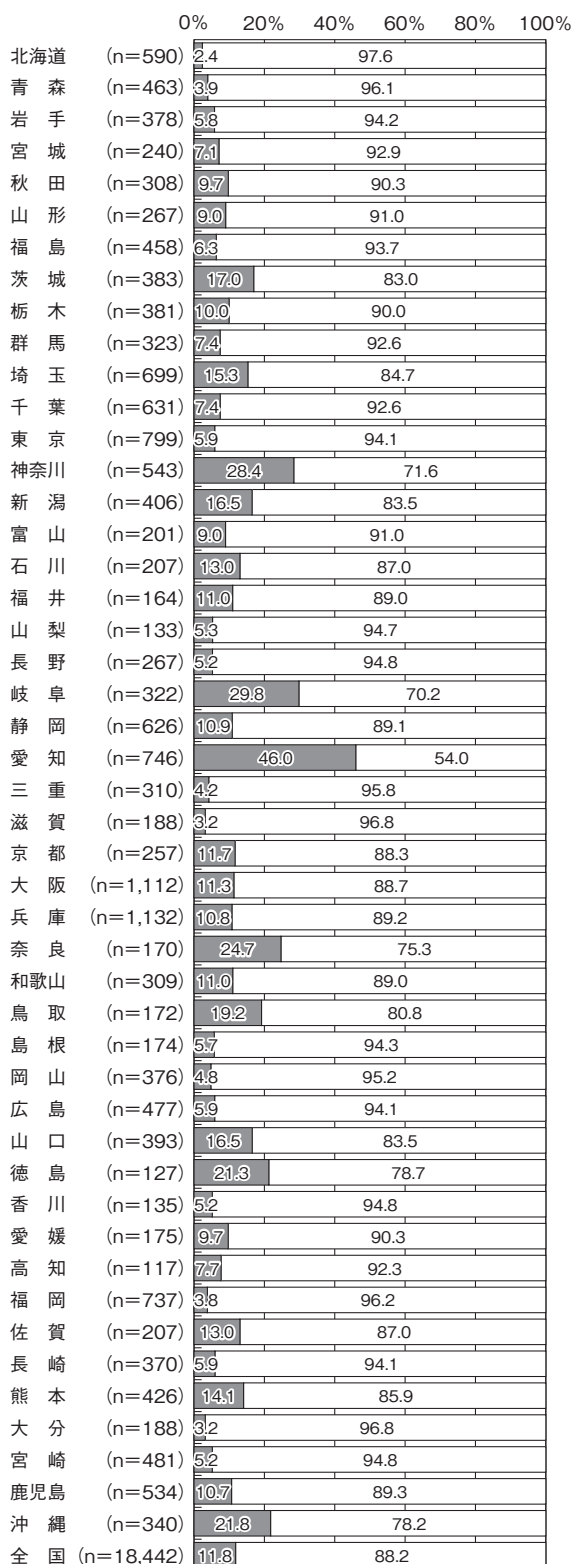 0% 20% 40% 60% 80% 100%
北海道 (n=590) 2.4 97.6
青 森 (n=463) 3.9 96.1
岩 手 (n=378) 5.8 94.2
宮 城 (n=240) 7.1 92.9
秋 田 (n=308) 9.7 90.3
山 形 (n=267) 9.0 91.0
福 島 (n=458) 6.3 93.7
茨 城 (n=383) 17.0 83.0
栃 木 (n=381) 10.0 90.0
群 馬 (n=323) 7.4 92.6
埼 玉 (n=699) 15.3 84.7
千 葉 (n=631) 7.4 92.6
東 京 (n=799) 5.9 94.1
神奈川 (n=543) 28.4 71.6
新 潟 (n=406) 16.5 83.5
富 山 (n=201) 9.0 91.0
石 川 (n=207) 13.0 87.0
福 井 (n=164) 11.0 89.0
山 梨 (n=133) 5.3 94.7
長 野 (n=267) 5.2 94.8
岐 阜 (n=322) 29.8 70.2
静 岡 (n=626) 10.9 89.1
愛 知 (n=746) 46.0 54.0
三 重 (n=310) 4.2 95.8
滋 賀 (n=188) 3.2 96.8
京 都 (n=257) 11.7 88.3
大 阪 (n=1,112) 11.3 88.7
兵 庫 (n=1,132) 10.8 89.2
奈 良 (n=170) 24.7 75.3
和歌山 (n=309) 11.0 89.0
鳥 取 (n=172) 19.2 80.8
島 根 (n=174) 5.7 94.3
岡 山 (n=376) 4.8 95.2
広 島 (n=477) 5.9 94.1
山 口 (n=393) 16.5 83.5
徳 島 (n=127) 21.3 78.7
香 川 (n=135) 5.2 94.8
愛 媛 (n=175) 9.7 90.3
高 知 (n=117) 7.7 92.3
福 岡 (n=737) 3.8 96.2
佐 賀 (n=207) 13.0 87.0
長 崎 (n=370) 5.9 94.1
熊 本 (n=426) 14.1 85.9
大 分 (n=188) 3.2 96.8
宮 崎 (n=481) 5.2 94.8
鹿児島 (n=534) 10.7 89.3
沖 縄 (n=340) 21.8 78.2
全 国 (n=18,442) 11.8 88.2